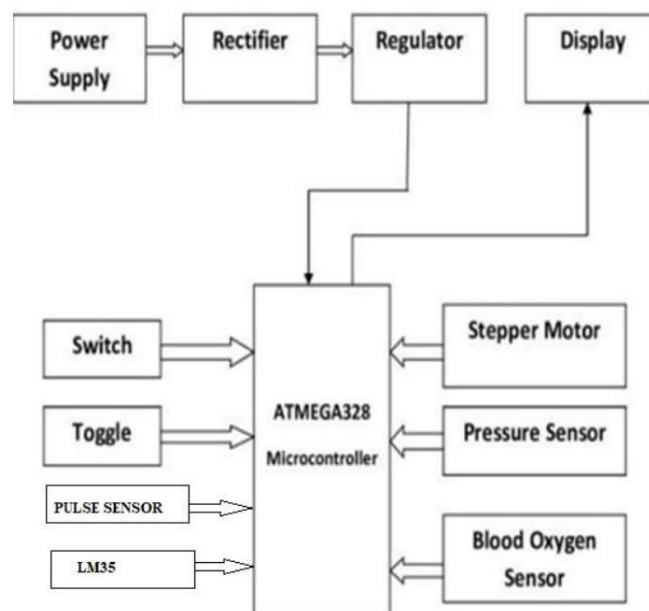 Power
Supply
Rectifier
Regulator
Display
Switch
Toggle
PULSE SENSOR
LM35
ATMEGA328
Microcontroller
Stepper Motor
Pressure Sensor
Blood Oxygen
Sensor